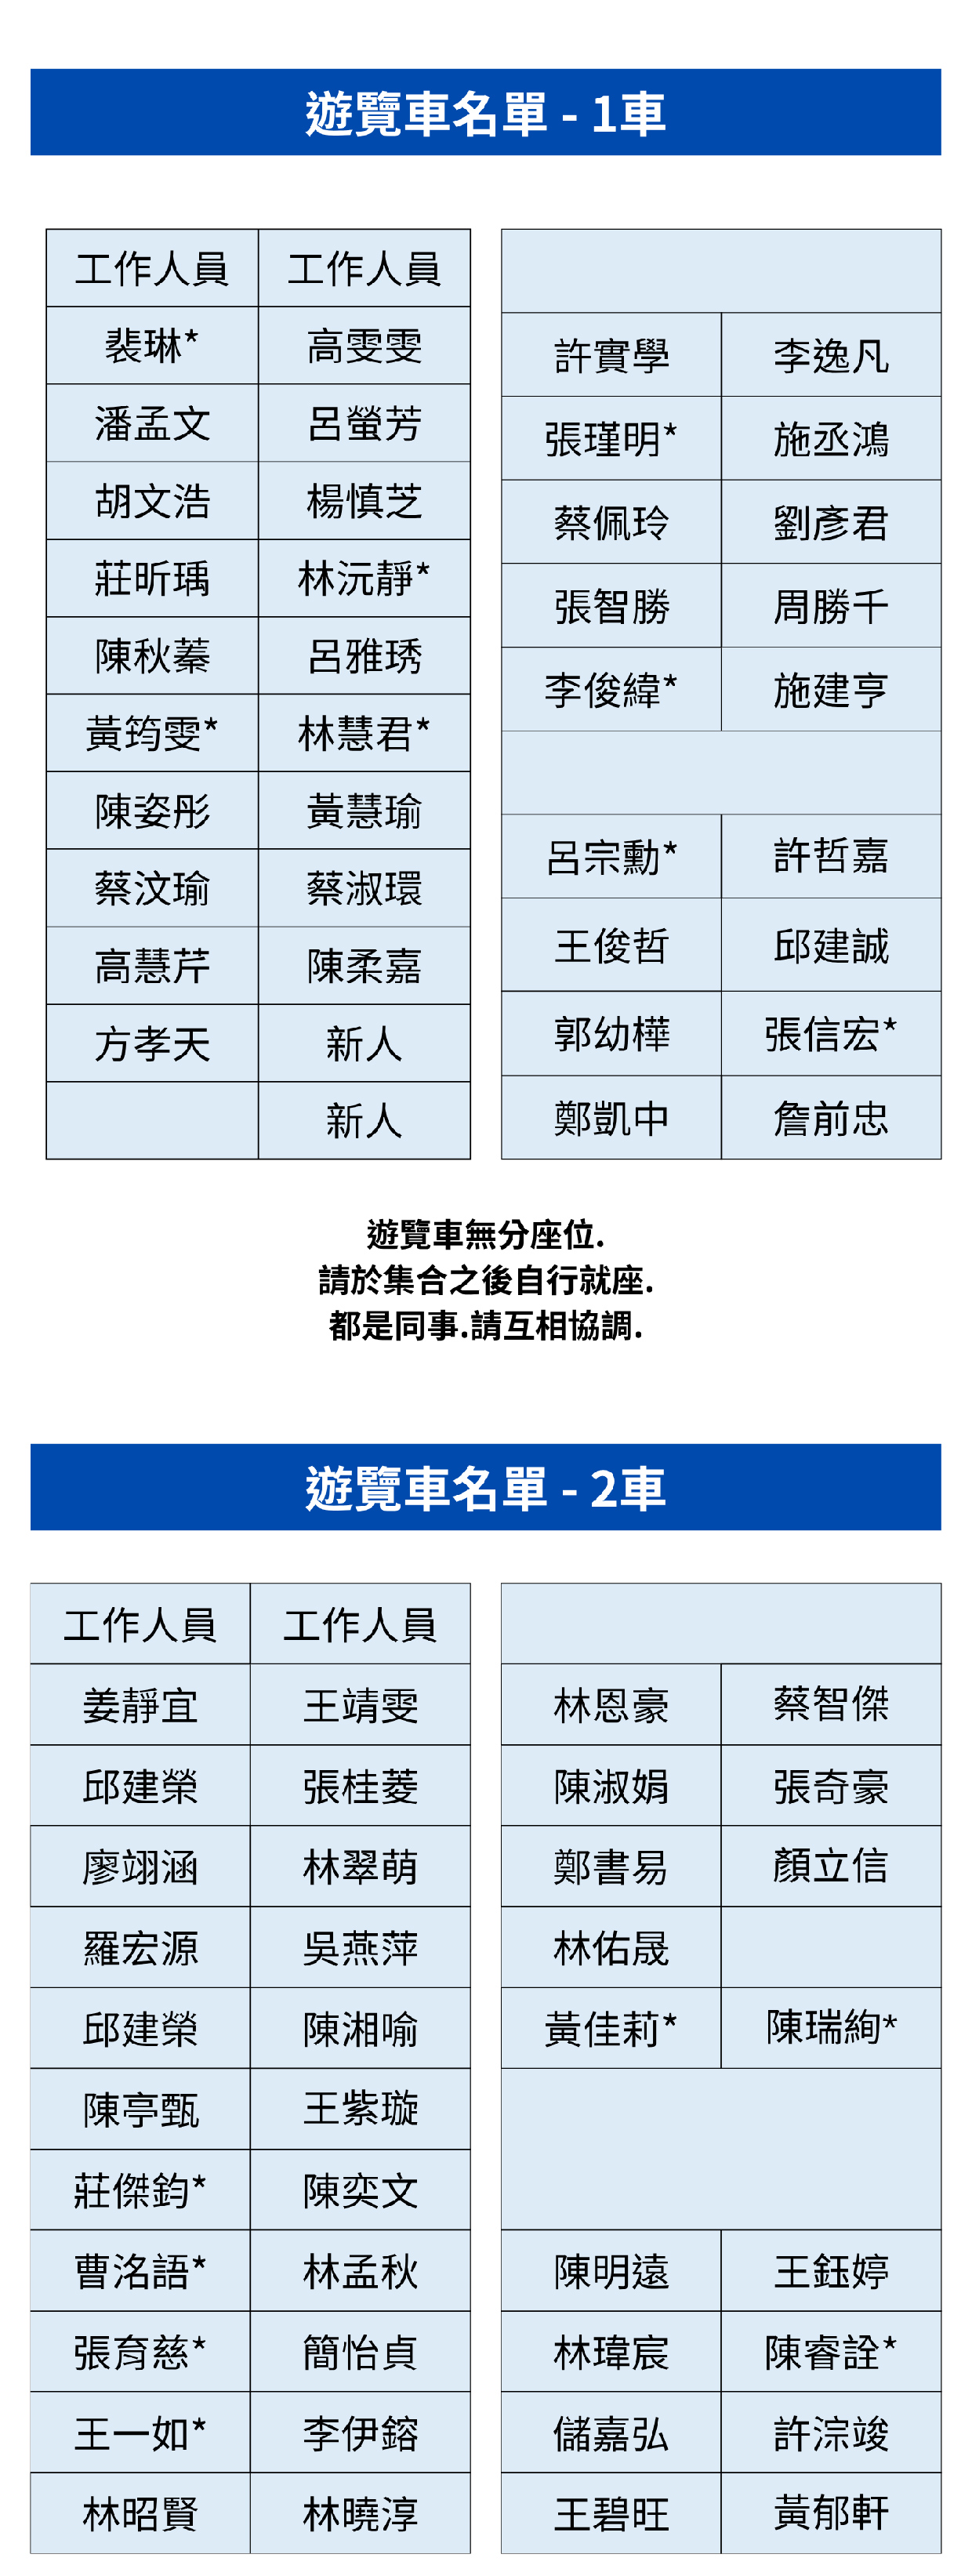 遊覽車名單 - 1車
工作人員 工作人員
裴琳* 高雯雯
潘孟文 呂螢芳
胡文浩 楊慎芝
莊昕瑀 林沅靜*
陳秋蓁 呂雅琇
黃筠雯* 林慧君*
陳姿彤 黃慧瑜
蔡汶瑜 蔡淑環
高慧芹 陳柔嘉
方孝天 新人
新人
許實學 李逸凡
張瑾明* 施丞鴻
蔡佩玲 劉彥君
張智勝 周勝千
李俊緯* 施建亨
呂宗勳* 許哲嘉
王俊哲 邱建誠
郭幼樺 張信宏*
鄭凱中 詹前忠
遊覽車無分座位.
請於集合之後自行就座.
都是同事.請互相協調.
遊覽車名單 - 2車
工作人員 工作人員
姜靜宜 王靖雯
邱建榮 張桂菱
廖翊涵 林翠萌
羅宏源 吳燕萍
邱建榮 陳湘喻
陳亭甄 王紫璇
莊傑鈞* 陳奕文
曹洺語* 林孟秋
張育慈* 簡怡貞
王一如* 李伊鎔
林昭賢 林曉淳
林恩豪 蔡智傑
陳淑娟 張奇豪
鄭書易 顏立信
林佑晟
黃佳莉* 陳瑞絢*
陳明遠 王鈺婷
林瑋宸 陳睿詮*
儲嘉弘 許淙竣
王碧旺 黃郁軒